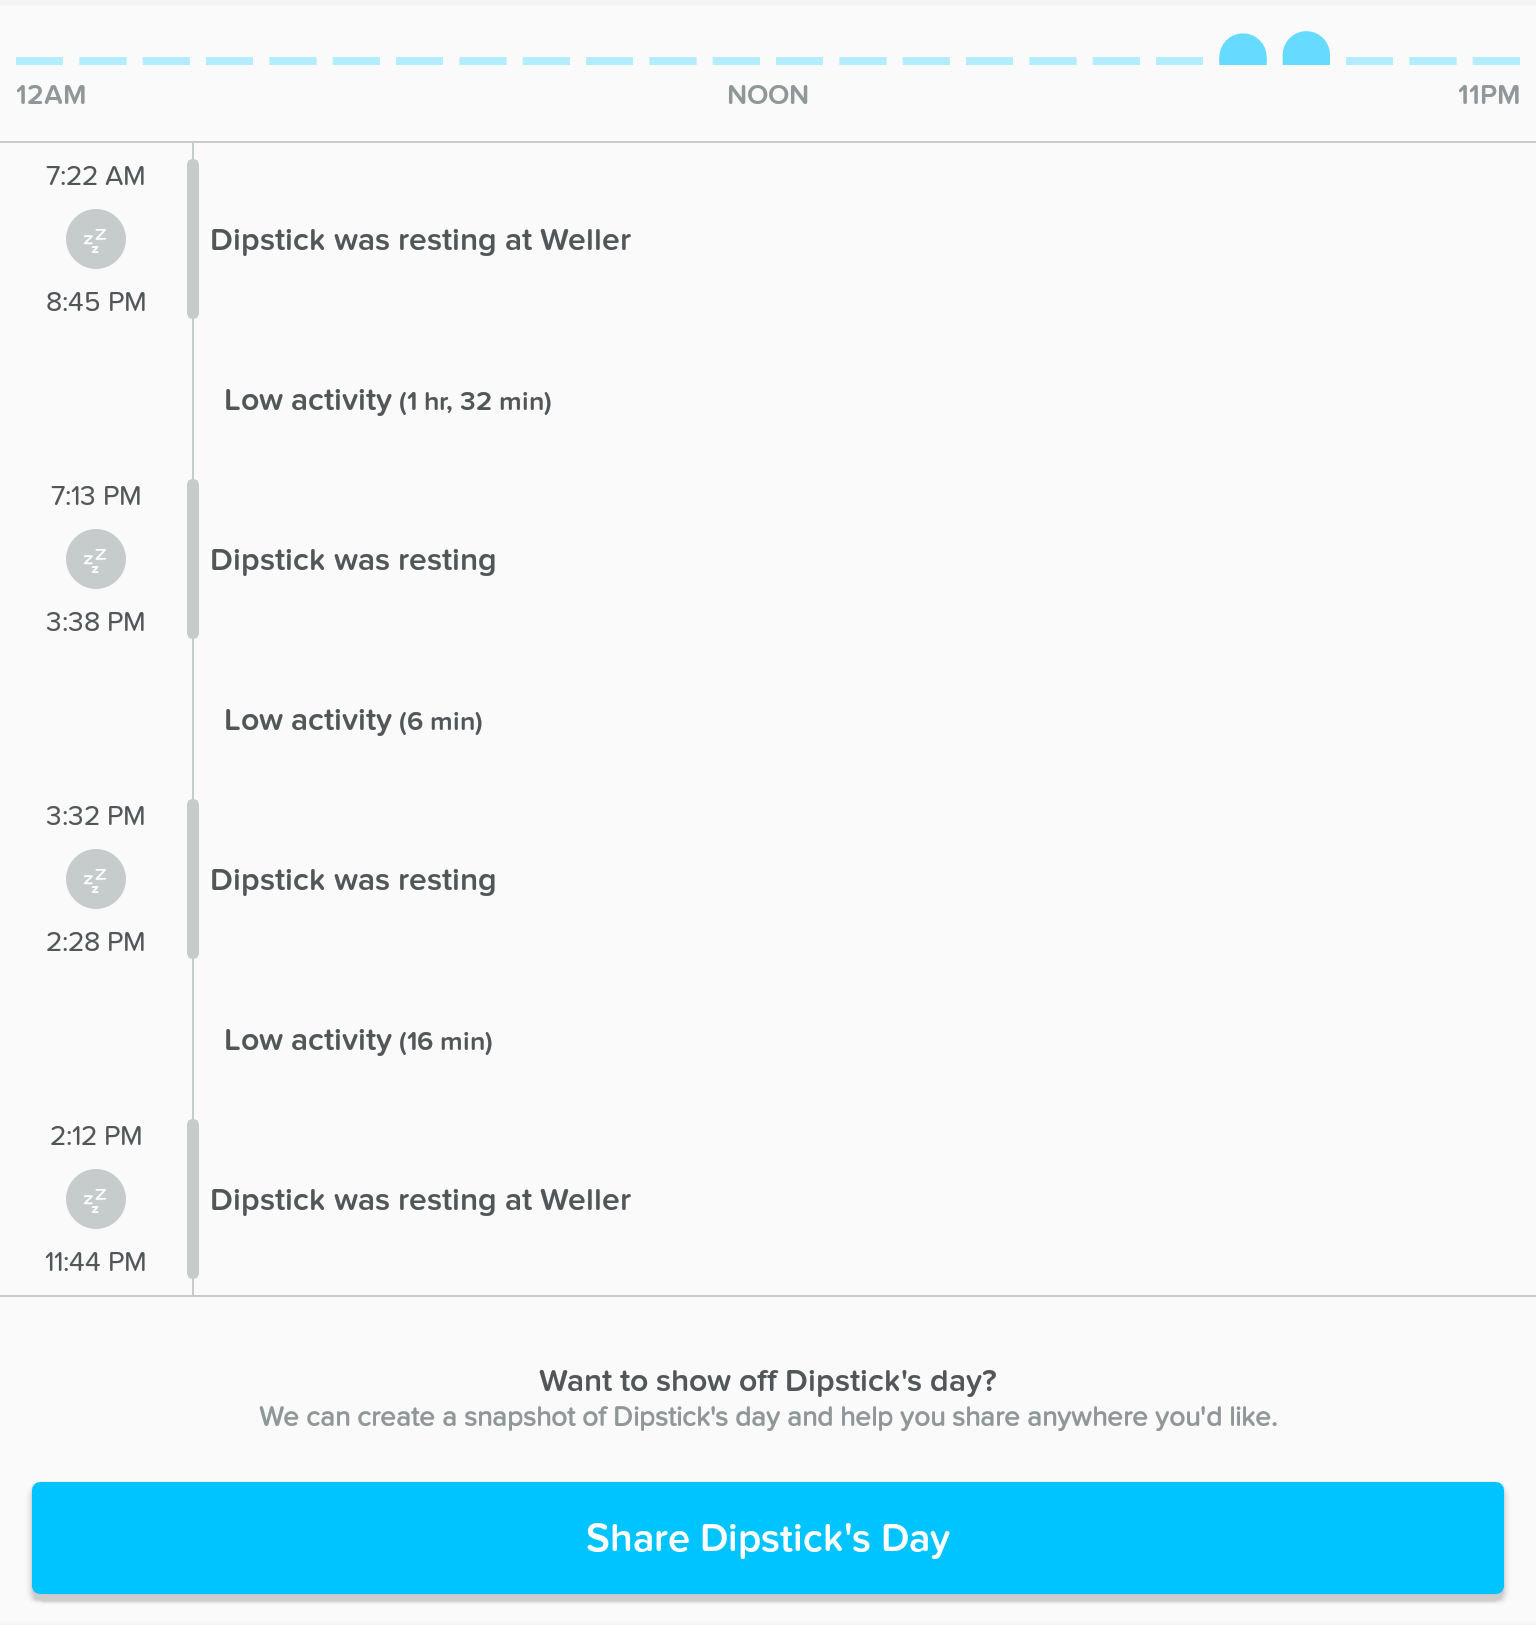 12AM NOON 11PM
7:22 AM
zZz
Dipstick was resting at Weller
8:45 PM
Low activity (1 hr, 32 min)
7:13 PM
zZz
Dipstick was resting
3:38 PM
Low activity (6 min)
3:32 PM
zZz
Dipstick was resting
2:28 PM
Low activity (16 min)
2:12 PM
zZz
Dipstick was resting at Weller
11:44 PM
Want to show off Dipstick's day?
We can create a snapshot of Dipstick's day and help you share anywhere you'd like.
Share Dipstick's Day